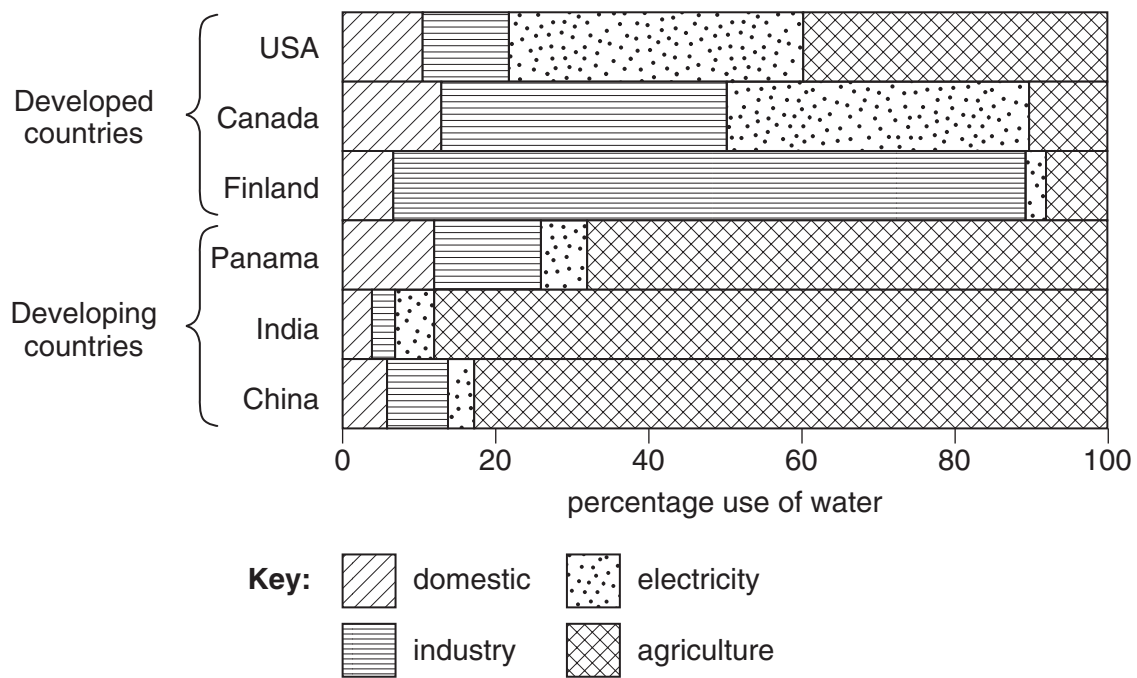 Developed
countries
USA
Canada
Finland
Developing
countries
Panama
India
China
0 20 40 60 80 100
percentage use of water
Key:
domestic
electricity
industry
agriculture